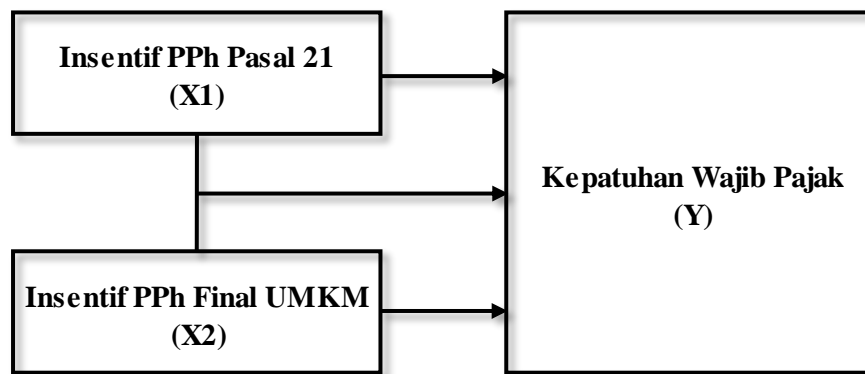 Insentif PPh Pasal 21
(X1)
Kepatuhan Wajib Pajak
(Y)
Insentif PPh Final UMKM
(X2)